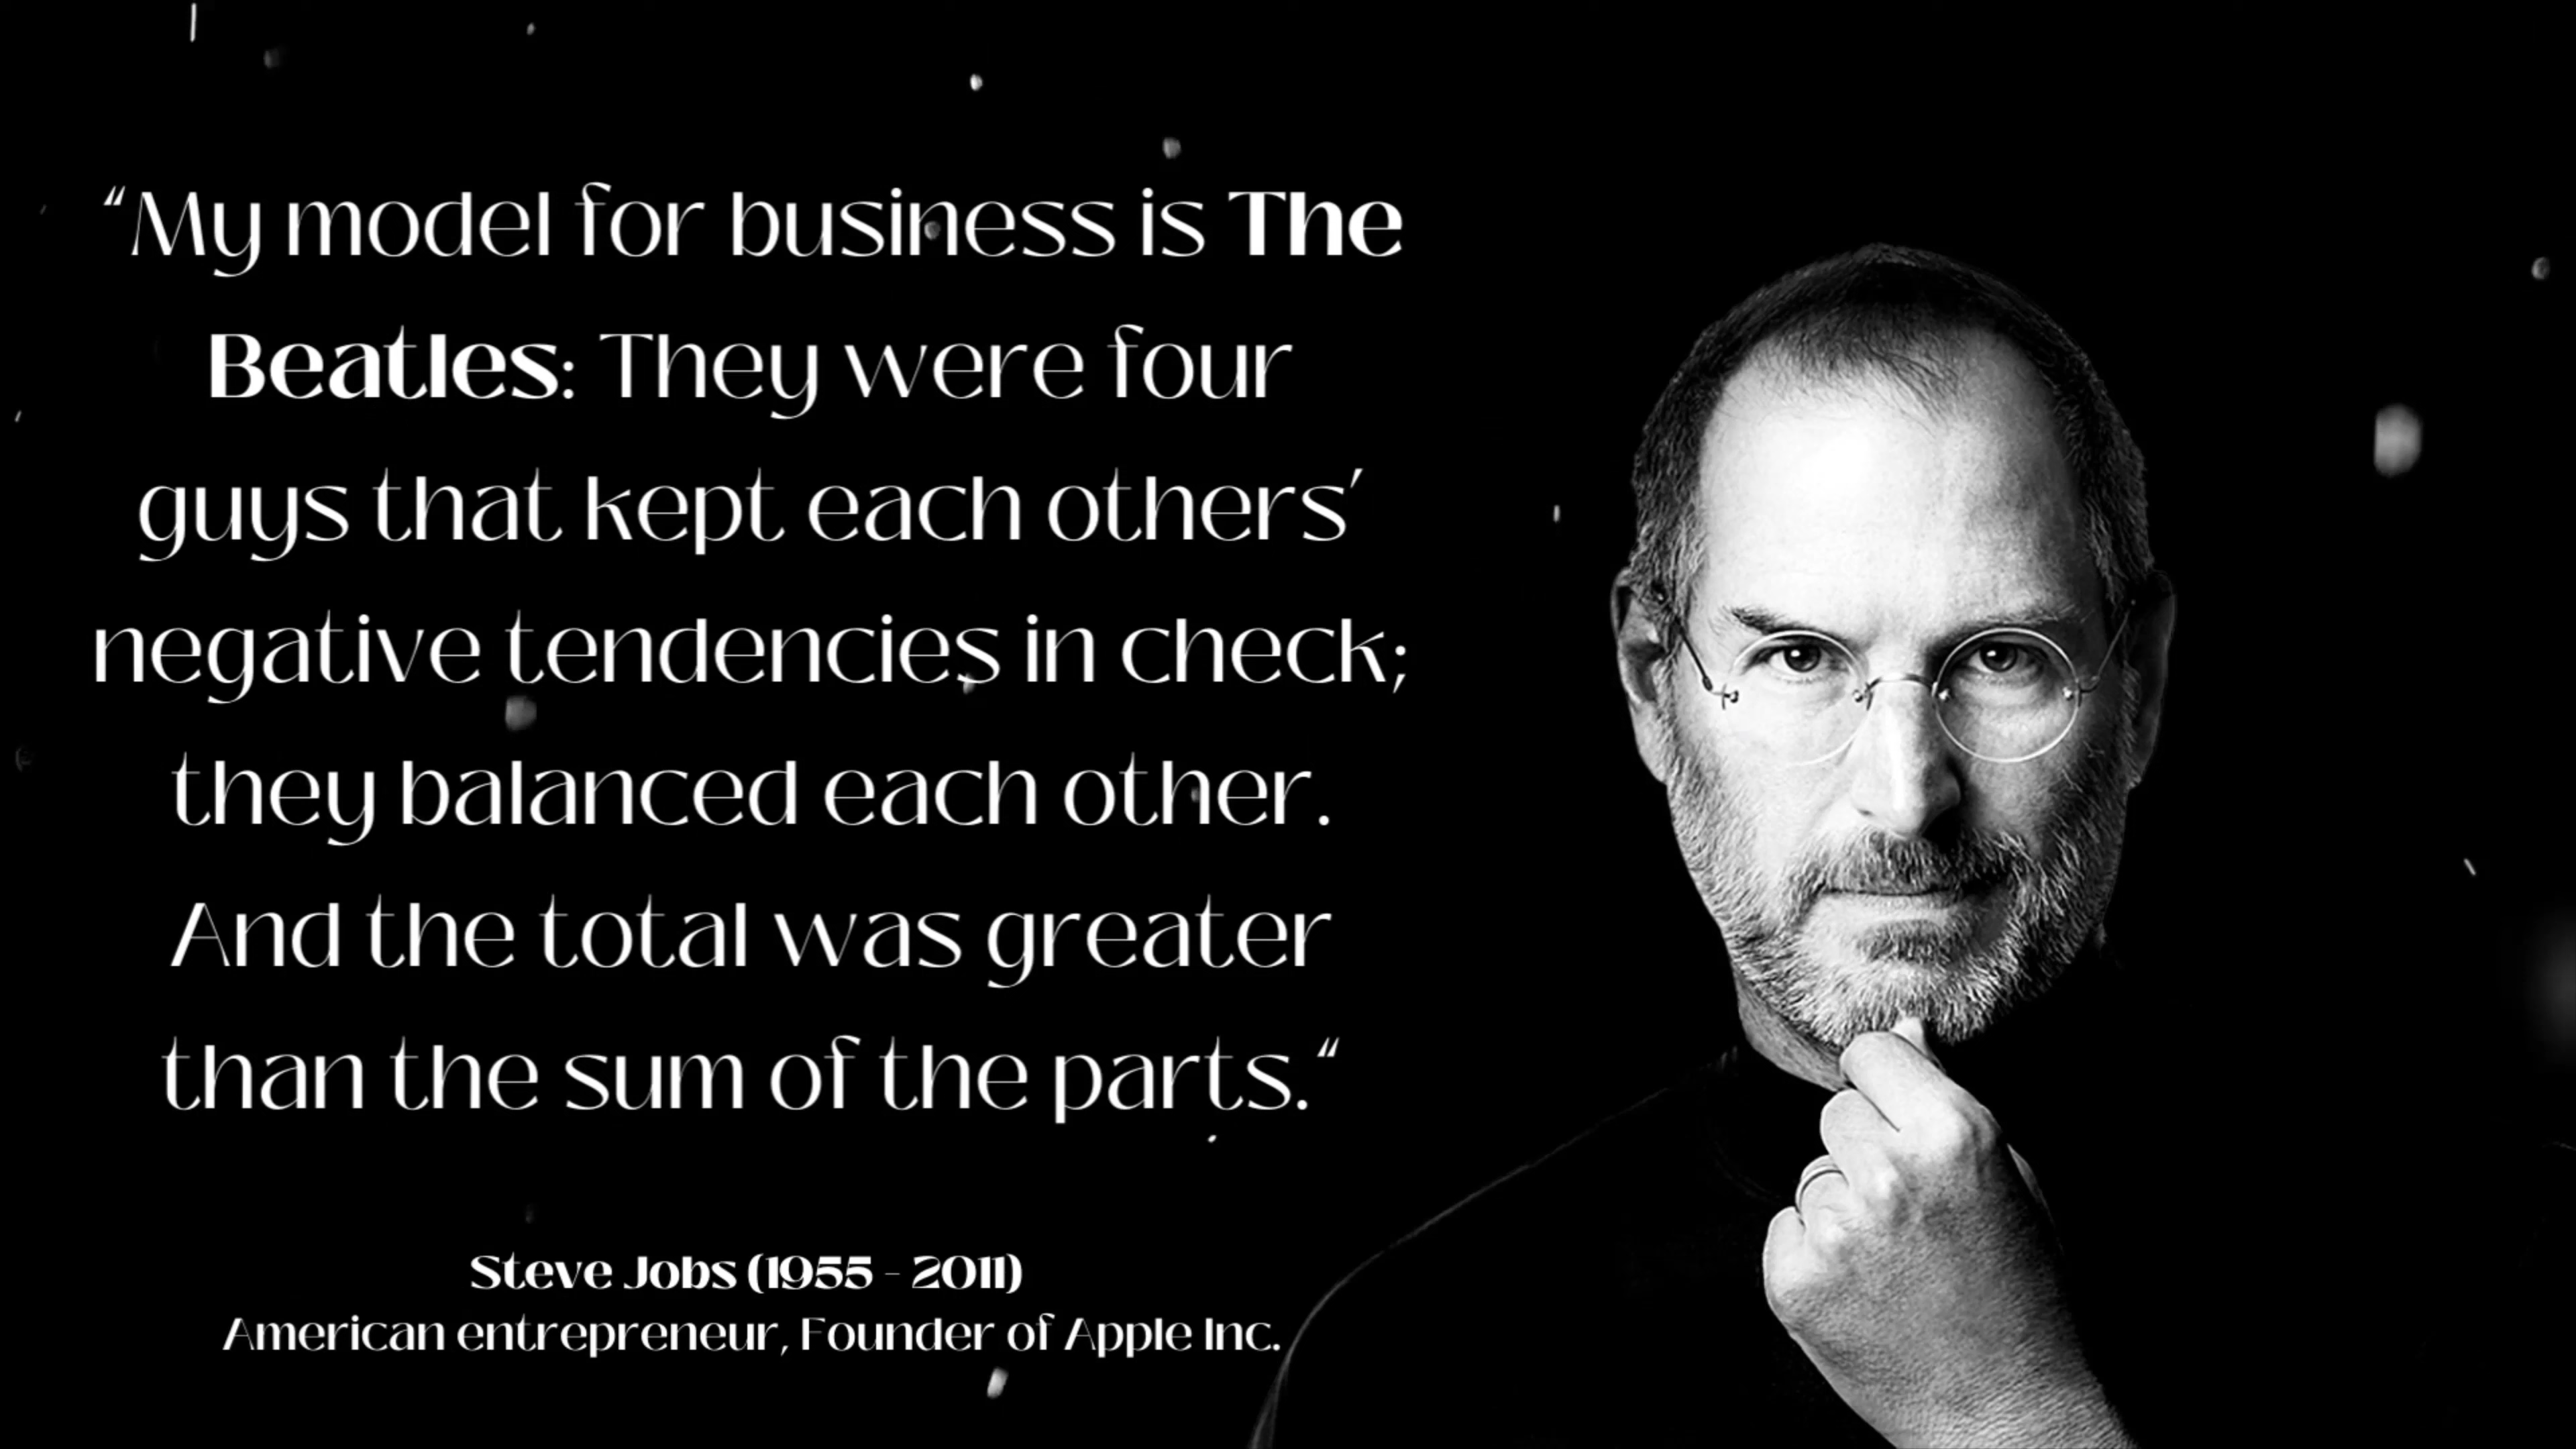 “My model for business is The
Beatles: They were four
guys that kept each others’
negative tendencies in check;
they balanced each other.
And the total was greater
than the sum of the parts.“
Steve Jobs (1955 - 2011)
American entrepreneur, Founder of Apple Inc.